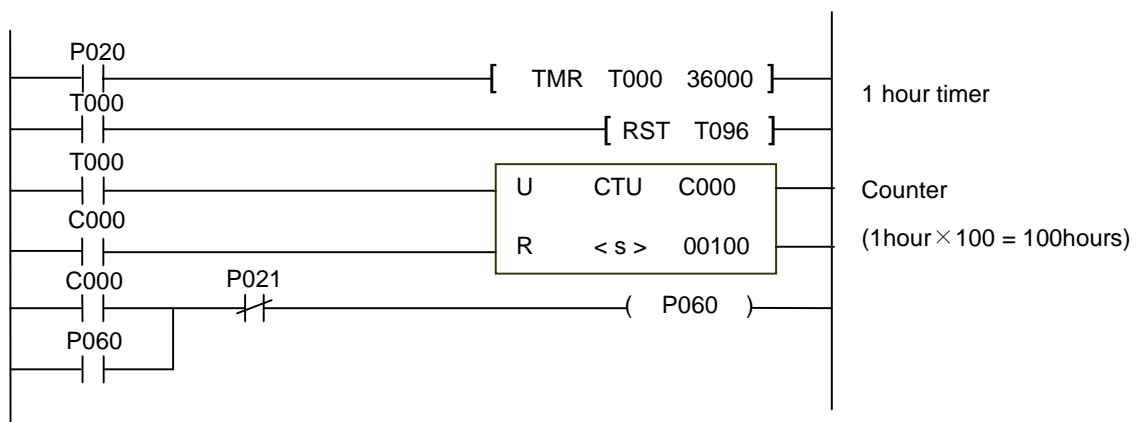 P020
[ TMR T000 36000 ]
1 hour timer
T000
[ RST T096 ]
T000
U CTU C000
Counter
C000
R < s > 00100
(1hour×100 = 100hours)
C000 P021
( P060 )
P060